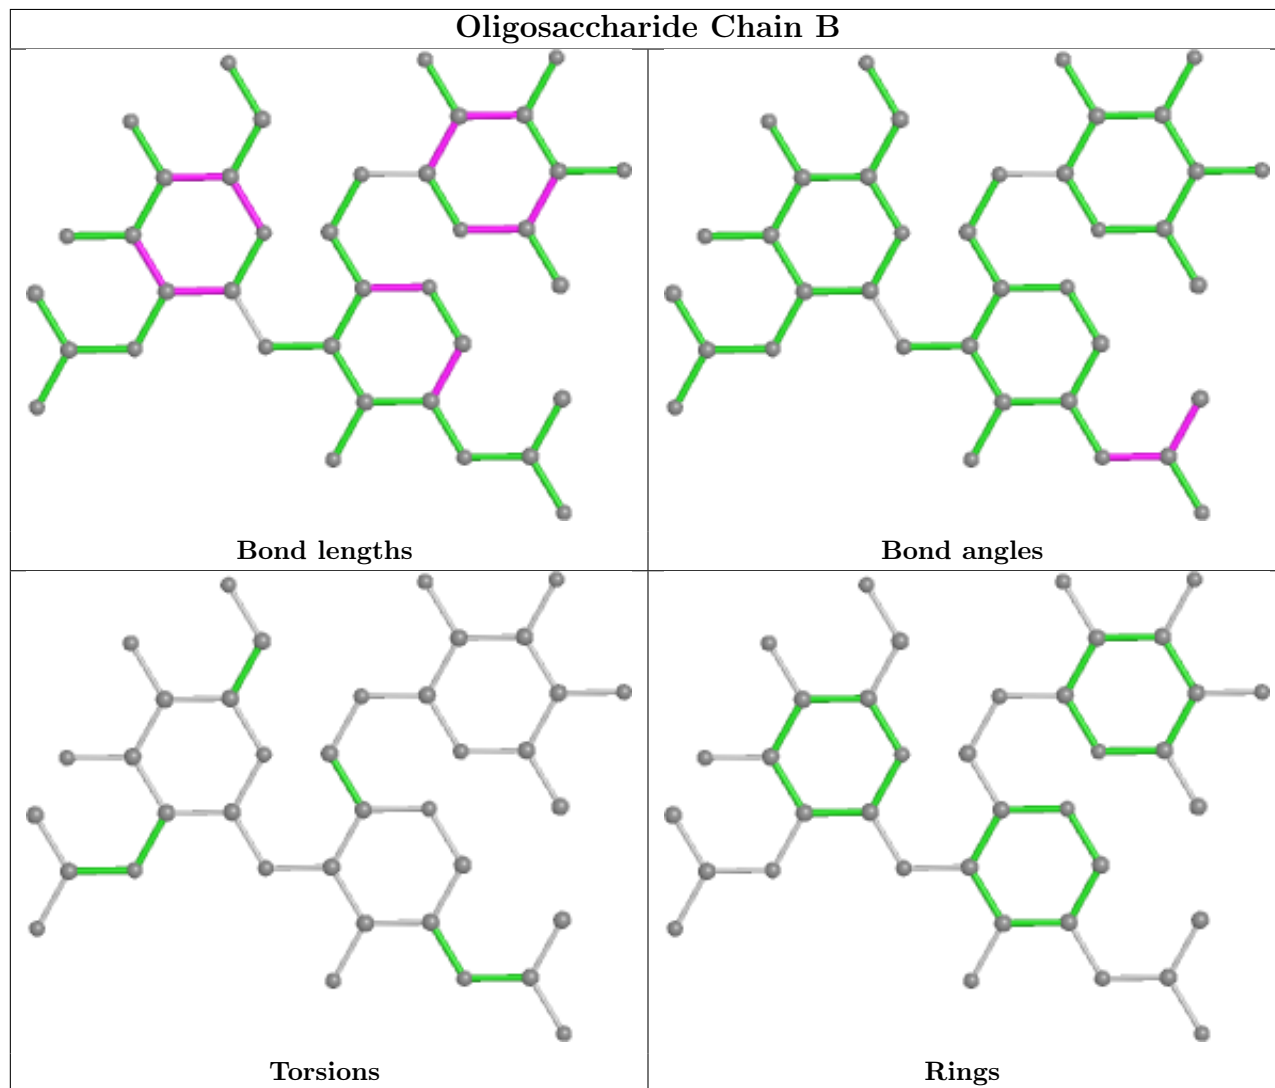 Oligosaccharide Chain B
Bond lengths
Bond angles
Torsions
Rings